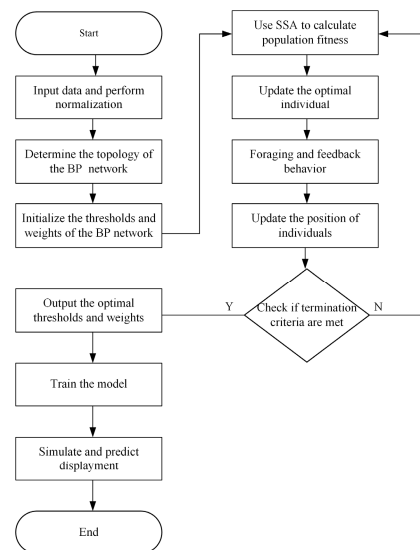 Start
Input data and perform
normalization
Determine the topology of
the BP network
Initialize the thresholds and
weights of the BP network
Use SSA to calculate
population fitness
Update the optimal
individual
Foraging and feedback
behavior
Update the position of
individuals
Check if termination
criteria are met
Y
N
Output the optimal
thresholds and weights
Train the model
Simulate and predict
displayment
End